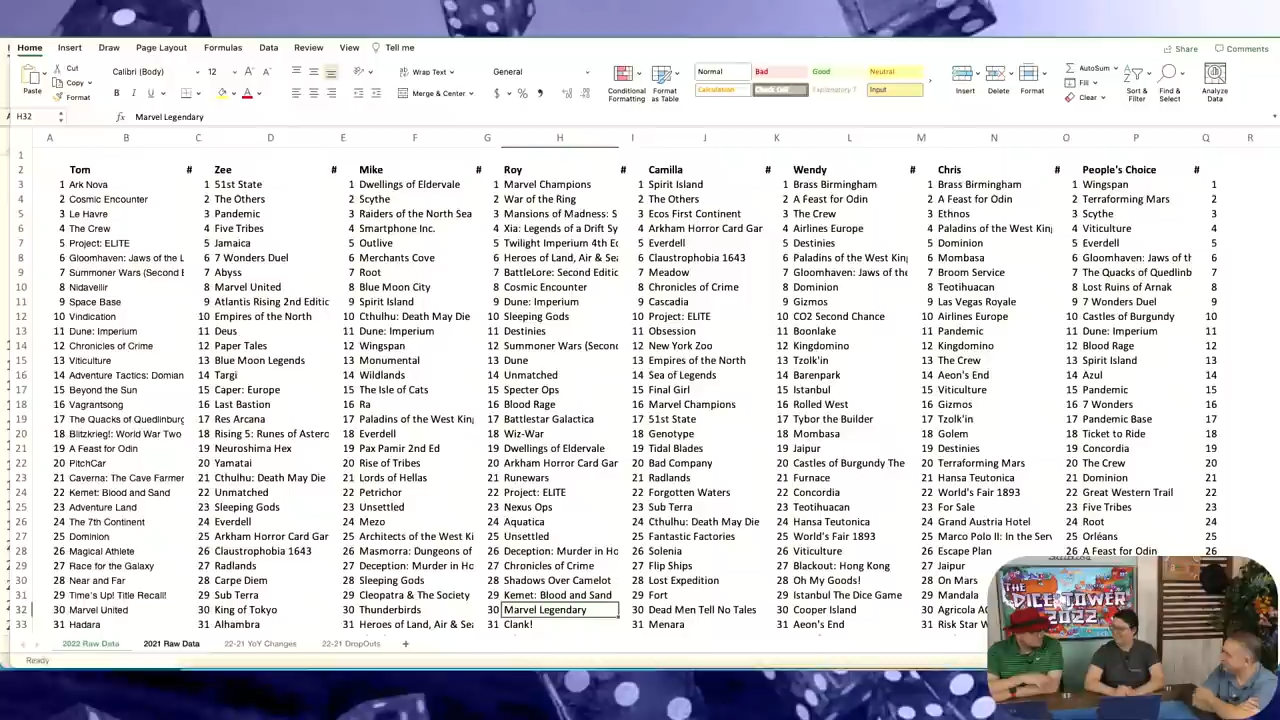 Home Insert Draw Page Layout Formulas Data Review View Tell me Share Comments
Paste Cut Calibri (Body) 12 Wrap Text General Normal Bad Good Neutral AutoSum
Copy Conditional Formatting Format as Table Insert Delete Format Fill Sort & Filter Find & Select Analyze Data
Format B I U Merge & Center $ % Calculation Check Cell Explanatory T Input Clear
H32 fx Marvel Legendary
A B C D E F G H I J K L M N O P Q R
1
2 Tom # Zee # Mike # Roy # Camilla # Wendy # Chris # People's Choice #
3 1 Ark Nova 1 51st State 1 Dwellings of Eldervale 1 Marvel Champions 1 Spirit Island 1 Brass Birmingham 1 Brass Birmingham 1 Wingspan 1
4 2 Cosmic Encounter 2 The Others 2 Scythe 2 War of the Ring 2 The Others 2 A Feast for Odin 2 A Feast for Odin 2 Terraforming Mars 2
5 3 Le Havre 3 Pandemic 3 Raiders of the North Sea 3 Mansions of Madness: S 3 Ecos First Continent 3 The Crew 3 Ethnos 3 Scythe 3
6 4 The Crew 4 Five Tribes 4 Smartphone Inc. 4 Xia: Legends of a Drift Sy 4 Arkham Horror Card Gar 4 Airlines Europe 4 Paladins of the West King 4 Viticulture 4
7 5 Project: ELITE 5 Jamaica 5 Outlive 5 Twilight Imperium 4th Ec 5 Everdell 5 Destinies 5 Dominion 5 Everdell 5
8 6 Gloomhaven: Jaws of the L 6 7 Wonders Duel 6 Merchants Cove 6 Heroes of Land, Air & Sea 6 Claustrophobia 1643 6 Paladins of the West King 6 Mombasa 6 Gloomhaven: Jaws of th 6
9 7 Summoner Wars (Second E 7 Abyss 7 Root 7 BattleLore: Second Editic 7 Meadow 7 Gloomhaven: Jaws of the 7 Broom Service 7 The Quacks of Quedlinb 7
10 8 Nidavellir 8 Marvel United 8 Blue Moon City 8 Cosmic Encounter 8 Chronicles of Crime 8 Dominion 8 Teotihuacan 8 Lost Ruins of Arnak 8
11 9 Space Base 9 Atlantis Rising 2nd Editic 9 Spirit Island 9 Dune: Imperium 9 Cascadia 9 Gizmos 9 Las Vegas Royale 9 7 Wonders Duel 9
12 10 Vindication 10 Empires of the North 10 Cthulhu: Death May Die 10 Sleeping Gods 10 Project: ELITE 10 CO2 Second Chance 10 Airlines Europe 10 Castles of Burgundy 10
13 11 Dune: Imperium 11 Deus 11 Dune: Imperium 11 Destinies 11 Obsession 11 Boonlake 11 Pandemic 11 Dune: Imperium 11
14 12 Chronicles of Crime 12 Paper Tales 12 Wingspan 12 Summoner Wars (Second 12 New York Zoo 12 Kingdomino 12 Kingdomino 12 Blood Rage 12
15 13 Viticulture 13 Blue Moon Legends 13 Monumental 13 Dune 13 Empires of the North 13 Tzolk'in 13 The Crew 13 Spirit Island 13
16 14 Adventure Tactics: Domian 14 Targi 14 Wildlands 14 Unmatched 14 Sea of Legends 14 Barenpark 14 Aeon's End 14 Azul 14
17 15 Beyond the Sun 15 Caper: Europe 15 The Isle of Cats 15 Specter Ops 15 Final Girl 15 Istanbul 15 Viticulture 15 Pandemic 15
18 16 Vagrantsong 16 Last Bastion 16 Ra 16 Blood Rage 16 Marvel Champions 16 Rolled West 16 Gizmos 16 7 Wonders 16
19 17 The Quacks of Quedlinburg 17 Res Arcana 17 Paladins of the West King 17 Battlestar Galactica 17 51st State 17 Tybor the Builder 17 Tzolk'in 17 Pandemic Base 17
20 18 Blitzkrieg!: World War Two 18 Rising 5: Runes of Asterc 18 Everdell 18 Wiz-War 18 Genotype 18 Mombasa 18 Golem 18 Ticket to Ride 18
21 19 A Feast for Odin 19 Neuroshima Hex 19 Pax Pamir 2nd Ed 19 Dwellings of Eldervale 19 Tidal Blades 19 Jaipur 19 Destinies 19 Concordia 19
22 20 PitchCar 20 Yamatai 20 Rise of Tribes 20 Arkham Horror Card Gar 20 Bad Company 20 Castles of Burgundy The 20 Terraforming Mars 20 The Crew 20
23 21 Caverna: The Cave Farmer 21 Cthulhu: Death May Die 21 Lords of Hellas 21 Runewars 21 Radlands 21 Furnace 21 Hansa Teutonica 21 Dominion 21
24 22 Kemet: Blood and Sand 22 Unmatched 22 Petrichor 22 Project: ELITE 22 Forgotten Waters 22 Concordia 22 World's Fair 1893 22 Great Western Trail 22
25 23 Adventure Land 23 Sleeping Gods 23 Unsettled 23 Nexus Ops 23 Sub Terra 23 Teotihuacan 23 For Sale 23 Five Tribes 23
26 24 The 7th Continent 24 Everdell 24 Mezo 24 Aquatica 24 Cthulhu: Death May Die 24 Hansa Teutonica 24 Grand Austria Hotel 24 Root 24
27 25 Dominion 25 Arkham Horror Card Gar 25 Architects of the West Ki 25 Unsettled 25 Fantastic Factories 25 World's Fair 1893 25 Marco Polo II: In the Serv 25 Orléans 25
28 26 Magical Athlete 26 Claustrophobia 1643 26 Masmorra: Dungeons of 26 Deception: Murder in Ho 26 Solenia 26 Viticulture 26 Escape Plan 26 A Feast for Odin 26
29 27 Race for the Galaxy 27 Radlands 27 Deception: Murder in Hc 27 Chronicles of Crime 27 Flip Ships 27 Blackout: Hong Kong 27 Jaipur
30 28 Near and Far 28 Carpe Diem 28 Sleeping Gods 28 Shadows Over Camelot 28 Lost Expedition 28 Oh My Goods! 28 On Mars
31 29 Time's Up! Title Recall! 29 Sub Terra 29 Cleopatra & The Society 29 Kemet: Blood and Sand 29 Fort 29 Istanbul The Dice Game 29 Mandala
32 30 Marvel United 30 King of Tokyo 30 Thunderbirds 30 Marvel Legendary 30 Dead Men Tell No Tales 30 Cooper Island 30 Agricola
33 31 Hadara 31 Alhambra 31 Heroes of Land, Air & Sea 31 Clank! 31 Menara 31 Aeon's End 31 Risk Star W
2022 Raw Data 2021 Raw Data 22-21 YoY Changes 22-21 DropOuts +
Ready
THE
DICE TOWER
2022